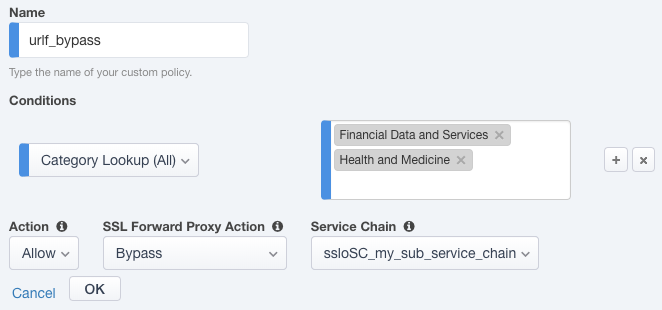 Name
urlf_bypass
Type the name of your custom policy.
Conditions
Category Lookup (All)
Financial Data and Services ×
Health and Medicine ×
+ x
Action SSL Forward Proxy Action Service Chain
Allow Bypass ssloSC_my_sub_service_chain
Cancel OK